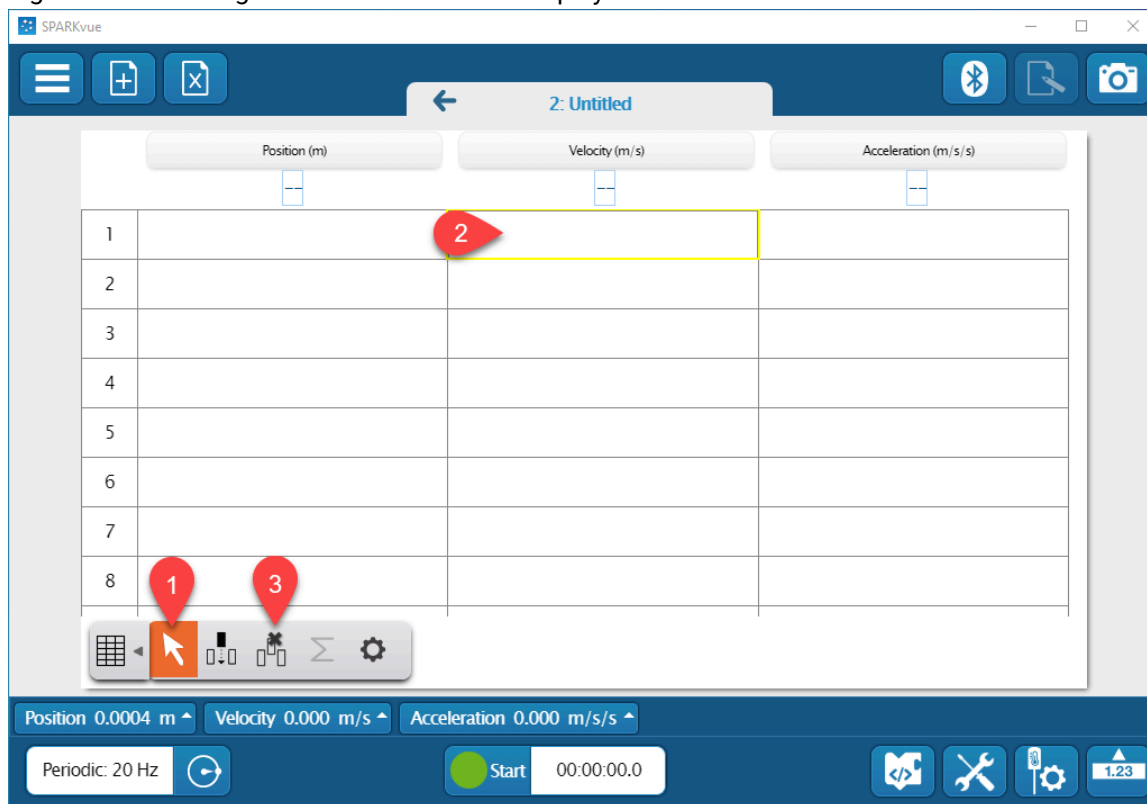 SPARKvue
2: Untitled
Position (m) Velocity (m/s) Acceleration (m/s/s)
-- -- --
1 2
2
3
4
5
6
7
8 1 3
Position 0.0004 m Velocity 0.000 m/s Acceleration 0.000 m/s/s
Periodic: 20 Hz Start 00:00:00.0 </> 1.23